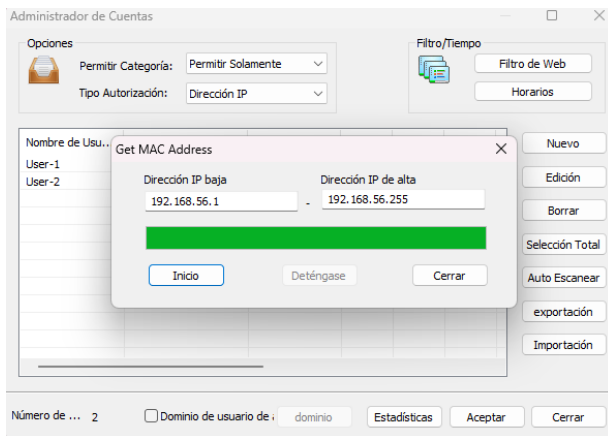 Administrador de Cuentas
Opciones
Permitir Categoría: Permitir Solamente
Tipo Autorización: Dirección IP
Filtro/Tiempo
Filtro de Web
Horarios
Nombre de Usu...
User-1
User-2
Get MAC Address
Dirección IP baja Dirección IP de alta
192.168.56.1 - 192.168.56.255
Inicio Deténgase Cerrar
Nuevo
Edición
Borrar
Selección Total
Auto Escanear
exportación
Importación
Número de ... 2 Dominio de usuario de dominio Estadísticas Aceptar Cerrar